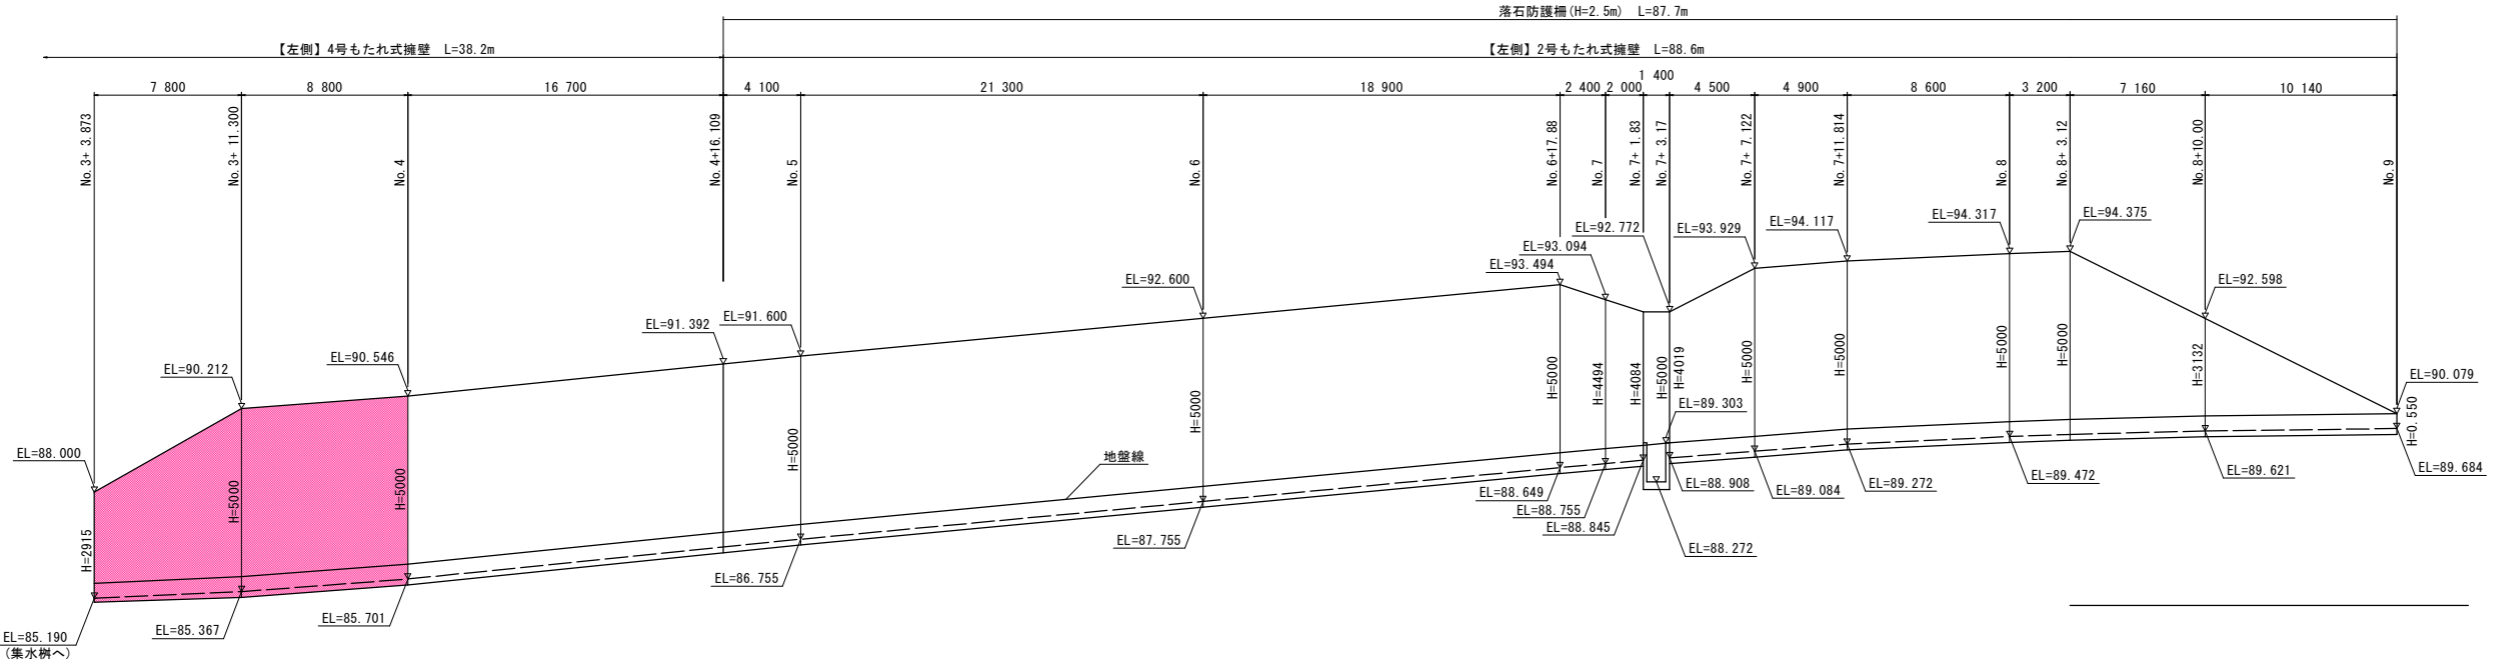 落石防護柵(H=2.5m) L=87.7m
【左側】4号もたれ式擁壁 L=38.2m
【左側】2号もたれ式擁壁 L=88.6m
7 800
8 800
16 700
4 100
21 300
18 900
2 400
2 000
1 400
4 500
4 900
8 600
3 200
7 160
10 140
No.3+ 3.873
No.3+ 11.300
No.4
No.4+16.109
No.5
No.6
No.6+17.88
No.7
No.7+ 1.83
No.7+ 3.17
No.7+ 7.122
No.7+11.814
No.8
No.8+ 3.12
No.8+10.00
No.9
EL=88.000
EL=90.212
EL=90.546
EL=91.392
EL=91.600
EL=92.600
EL=93.494
EL=93.094
EL=92.772
EL=93.929
EL=94.117
EL=94.317
EL=94.375
EL=92.598
EL=90.079
H=2915
H=5000
H=5000
H=5000
H=5000
H=5000
H=4494
H=4084
H=5000
H=4019
H=5000
H=5000
H=5000
H=5000
H=3132
H=0.550
地盤線
EL=89.303
EL=85.190
(集水桝へ)
EL=85.367
EL=85.701
EL=86.755
EL=87.755
EL=88.649
EL=88.755
EL=88.845
EL=88.272
EL=88.908
EL=89.084
EL=89.272
EL=89.472
EL=89.621
EL=89.684